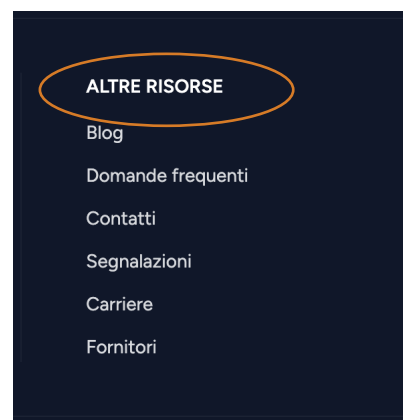 ALTRE RISORSE
Blog
Domande frequenti
Contatti
Segnalazioni
Carriere
Fornitori